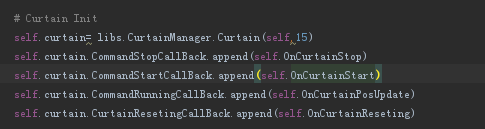 # Curtain Init
self.curtain= libs.CurtainManager.Curtain(self,15)
self.curtain.CommandStopCallBack.append(self.OnCurtainStop)
self.curtain.CommandStartCallBack.append(self.OnCurtainStart)
self.curtain.CommandRunningCallBack.append(self.OnCurtainPosUpdate)
self.curtain.CurtainResetingCallBack.append(self.OnCurtainReseting)